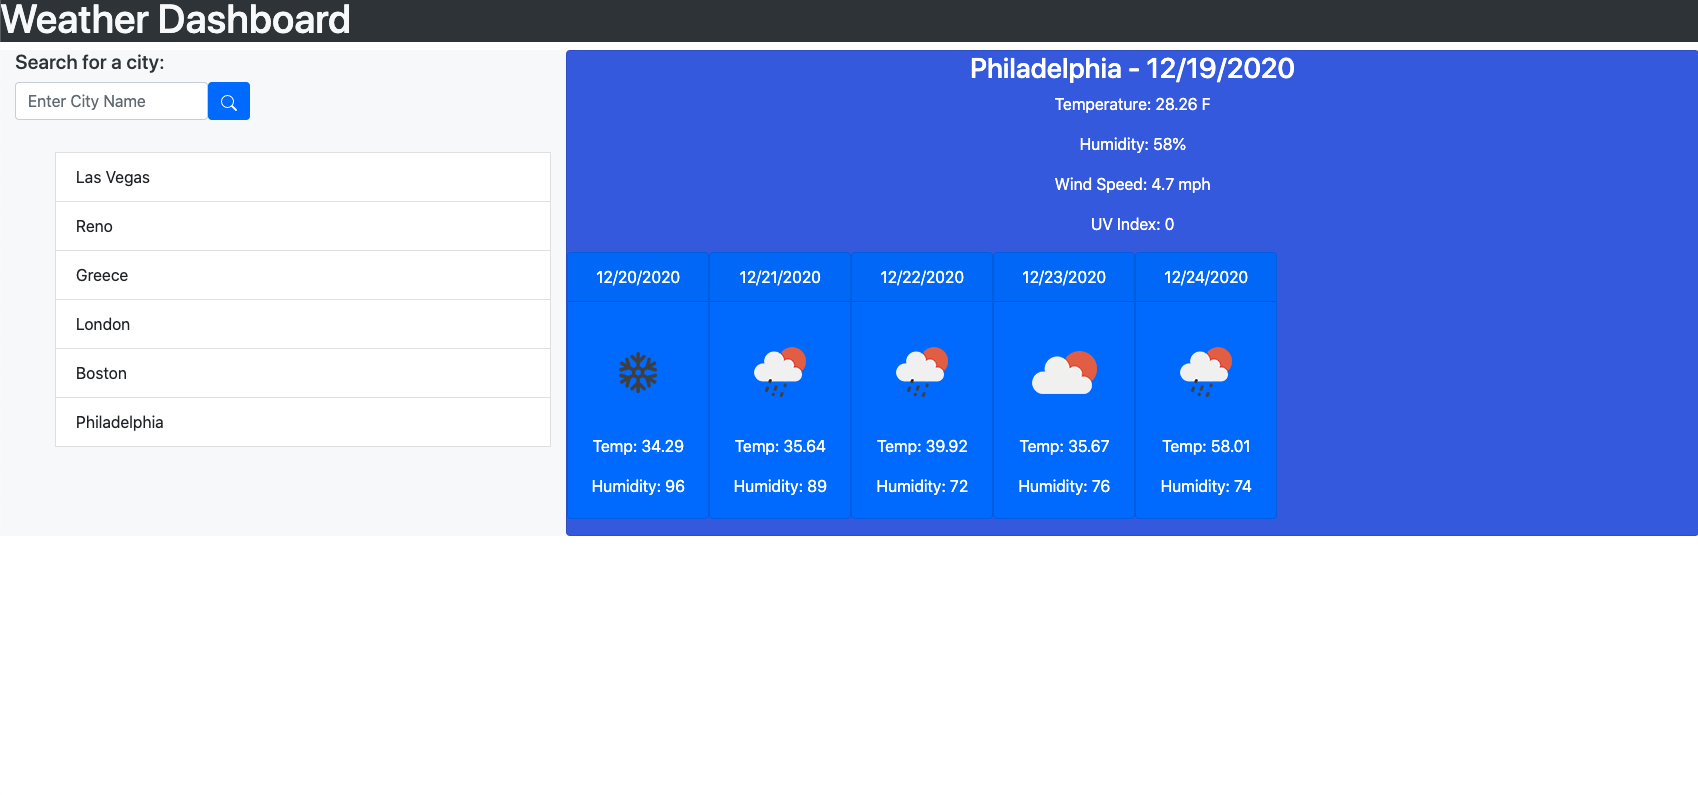 Weather Dashboard
Search for a city:
Enter City Name
Las Vegas
Reno
Greece
London
Boston
Philadelphia
Philadelphia - 12/19/2020
Temperature: 28.26 F
Humidity: 58%
Wind Speed: 4.7 mph
UV Index: 0
12/20/2020
Temp: 34.29
Humidity: 96
12/21/2020
Temp: 35.64
Humidity: 89
12/22/2020
Temp: 39.92
Humidity: 72
12/23/2020
Temp: 35.67
Humidity: 76
12/24/2020
Temp: 58.01
Humidity: 74